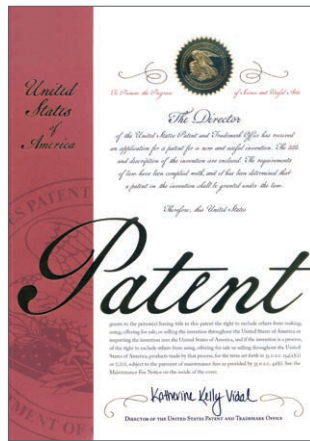 United
States
of
America
To Promote the Progress of Science and Useful Arts
The Director
of the United States Patent and Trademark Office has received
an application for a patent for a new and useful invention. The title
and description of the invention are enclosed. The requirements
of law have been complied with, and it has been determined that
a patent on the invention shall be granted under the law.
Therefore, this United States
Patent
grants to the person(s) having title to this patent the right to exclude others from making,
using, offering for sale, or selling the invention throughout the United States of America or
importing the invention into the United States of America, and if the invention is a process,
of the right to exclude others from using, offering for sale or selling throughout the United
States of America, products made by that process, for the term set forth in 35 U.S.C. 154(a)(2)
or (c)(1), subject to the payment of maintenance fees as provided by 35 U.S.C. 41(b). See the
Maintenance Fee Notice on the inside of the cover.
Katherine Kelly Vidal
DIRECTOR OF THE UNITED STATES PATENT AND TRADEMARK OFFICE